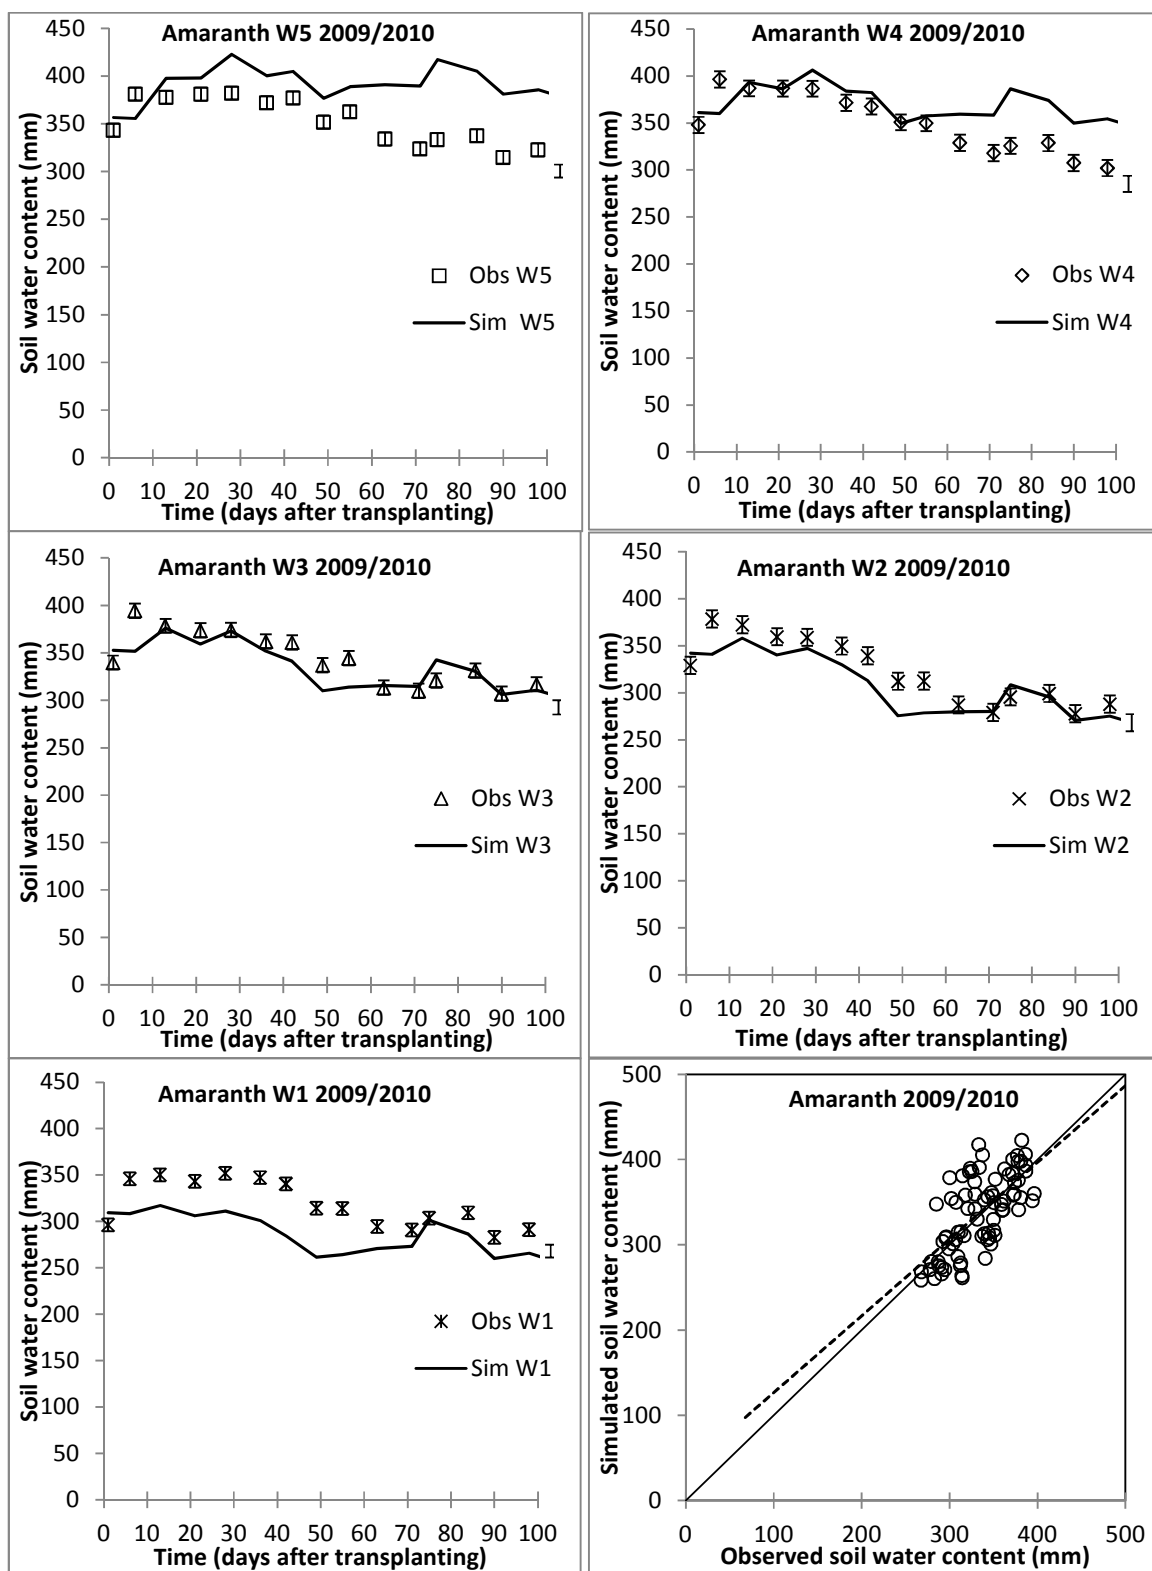 Amaranth W5 2009/2010
Soil water content (mm)
450
400
350
300
250
200
150
100
50
0
Obs W5
Sim W5
0 10 20 30 40 50 60 70 80 90 100
Time (days after transplanting)
Amaranth W4 2009/2010
Soil water content (mm)
450
400
350
300
250
200
150
100
50
0
Obs W4
Sim W4
0 10 20 30 40 50 60 70 80 90 100
Time (days after transplanting)
Amaranth W3 2009/2010
Soil water content (mm)
450
400
350
300
250
200
150
100
50
0
Obs W3
Sim W3
0 10 20 30 40 50 60 70 80 90 100
Time (days after transplanting)
Amaranth W2 2009/2010
Soil water content (mm)
450
400
350
300
250
200
150
100
50
0
Obs W2
Sim W2
0 10 20 30 40 50 60 70 80 90 100
Time (days after transplanting)
Amaranth W1 2009/2010
Soil water content (mm)
450
400
350
300
250
200
150
100
50
0
Obs W1
Sim W1
0 10 20 30 40 50 60 70 80 90 100
Time (days after transplanting)
Amaranth 2009/2010
Simulated soil water content (mm)
500
400
300
200
100
0
0 100 200 300 400 500
Observed soil water content (mm)